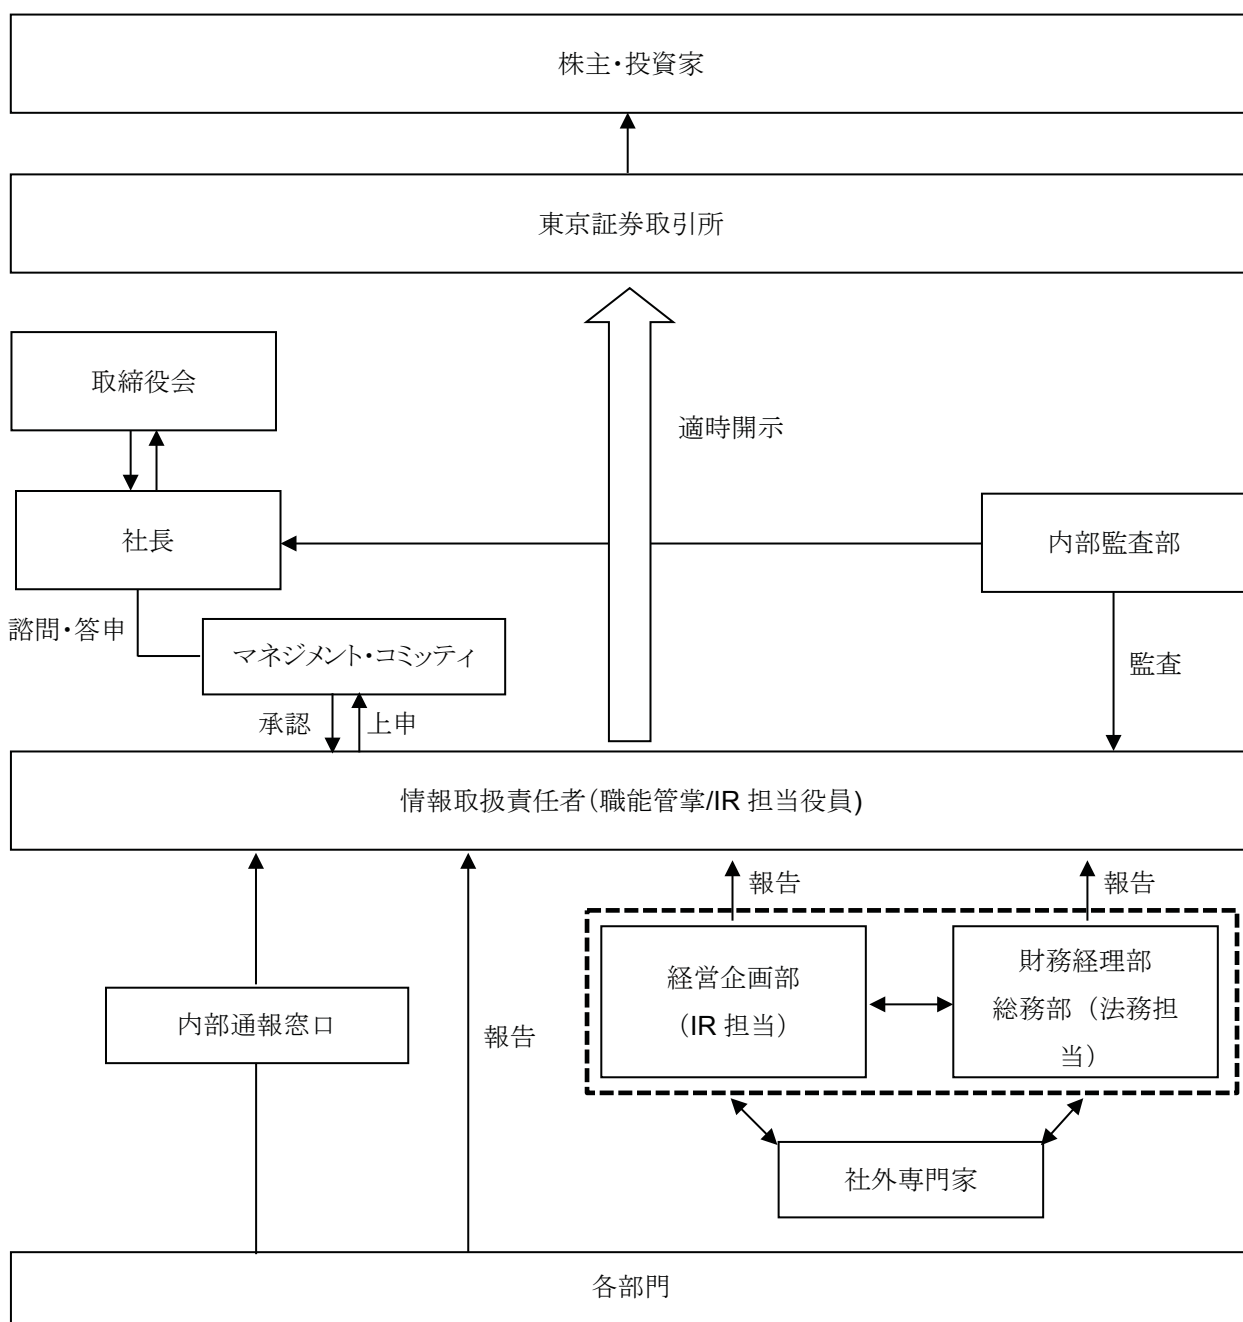 株主・投資家
東京証券取引所
取締役会
適時開示
社長
内部監査部
諮問・答申
マネジメント・コミッティ
監査
承認
上申
情報取扱責任者(職能管掌/IR 担当役員)
報告
報告
経営企画部
(IR 担当)
財務経理部
総務部(法務担
当)
内部通報窓口
報告
社外専門家
各部門